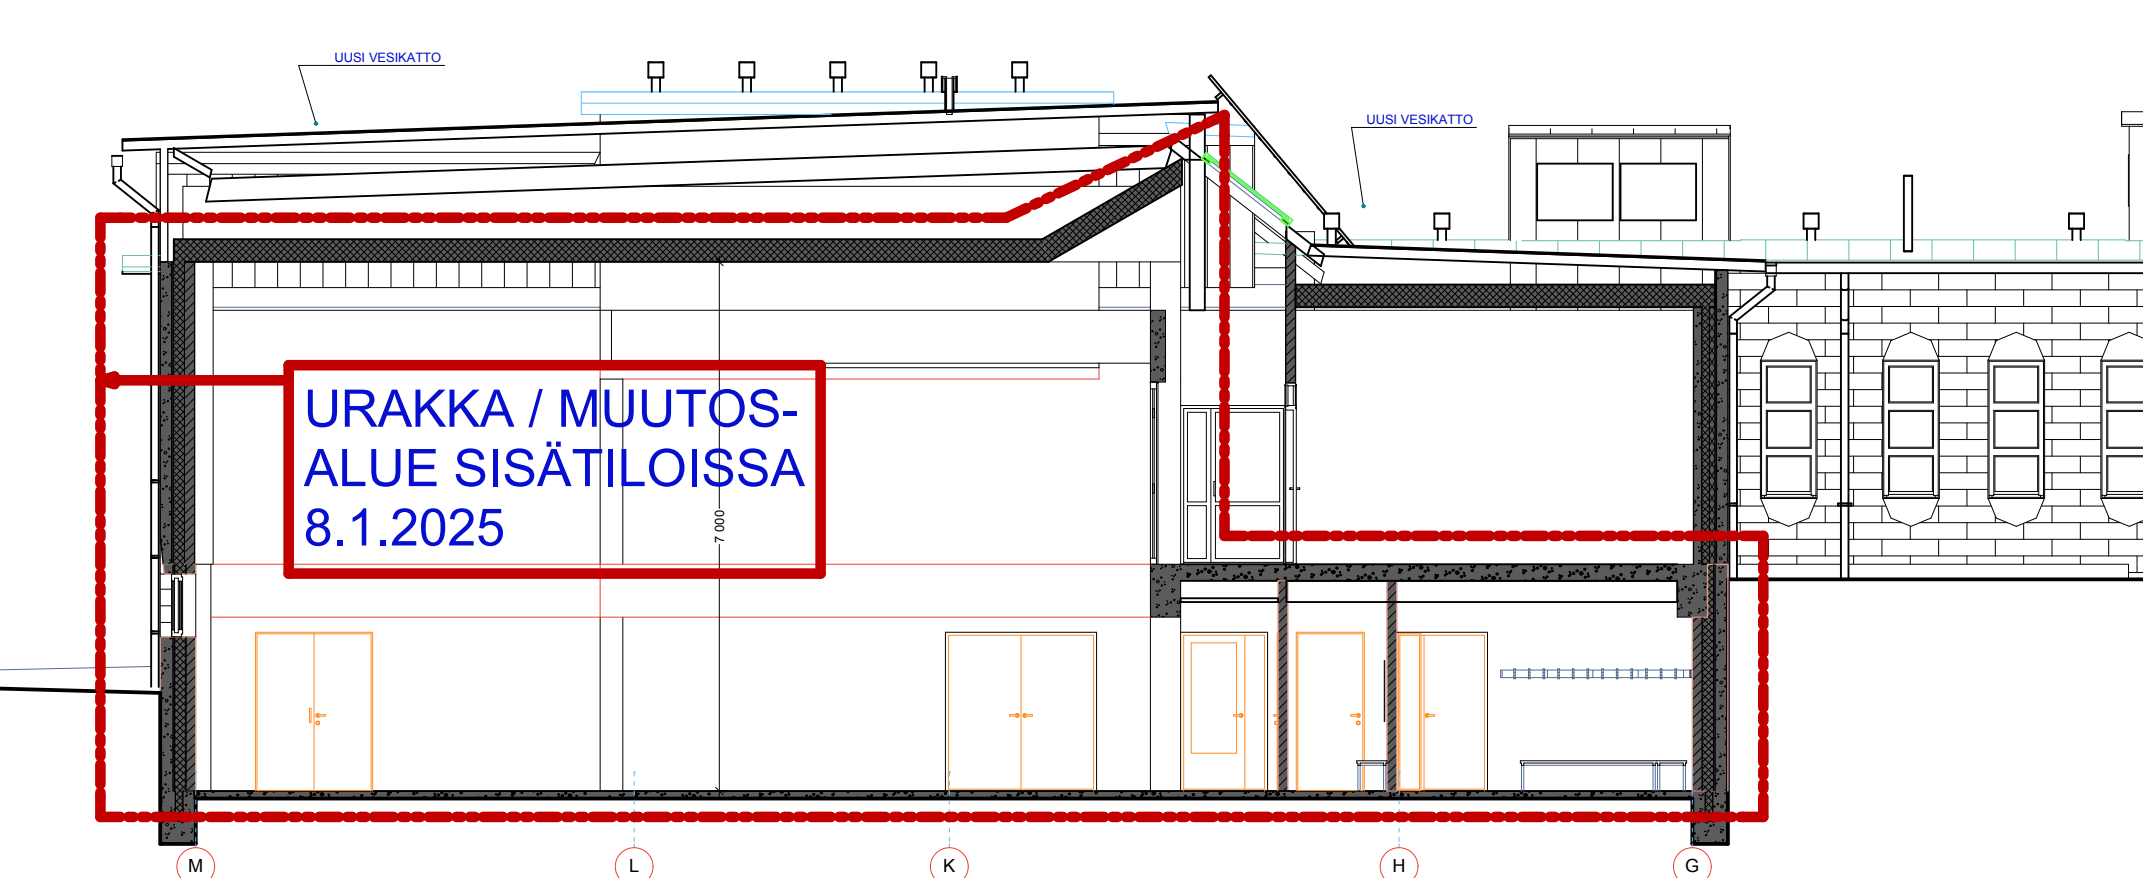 UUSI VESIKATTO
UUSI VESIKATTO
URAKKA / MUUTOS-
ALUE SISÄTILOISSA
8.1.2025
7 000
M
L
K
H
G